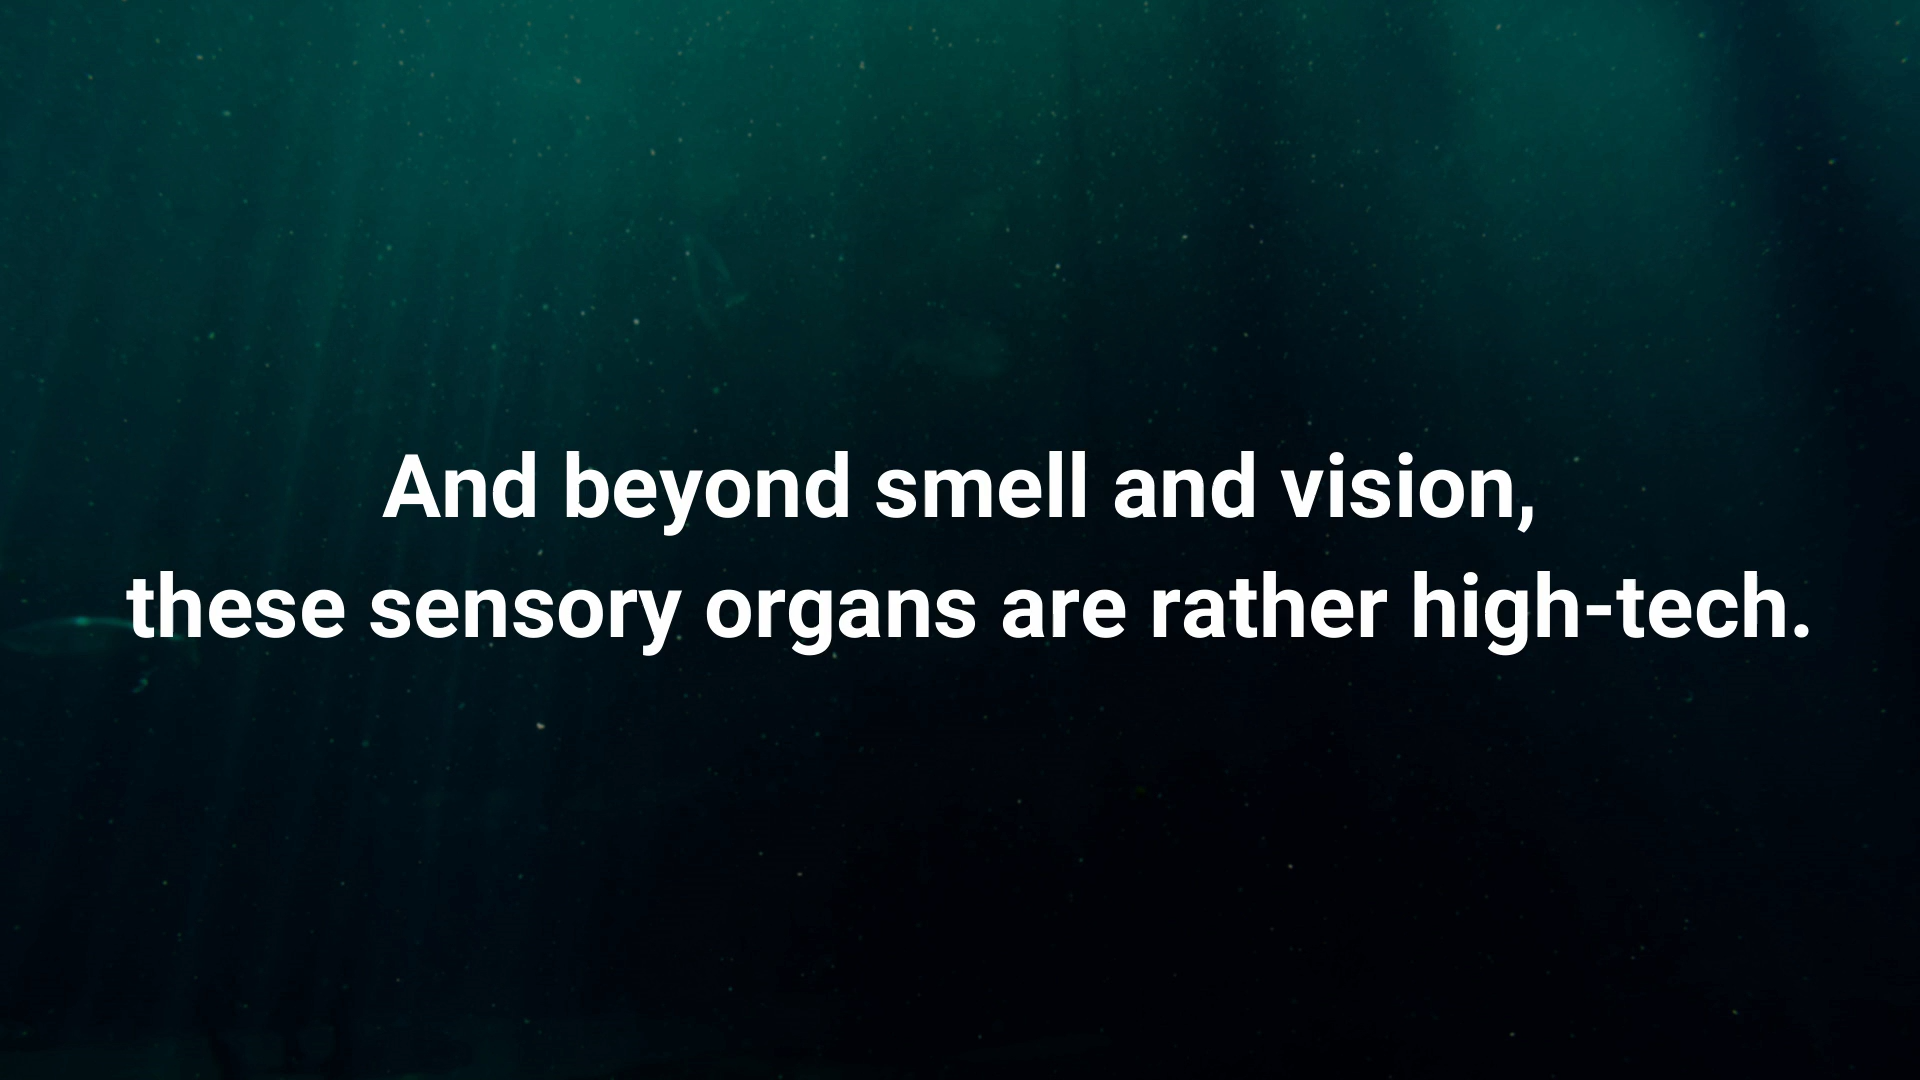 And beyond smell and vision,
these sensory organs are rather high-tech.